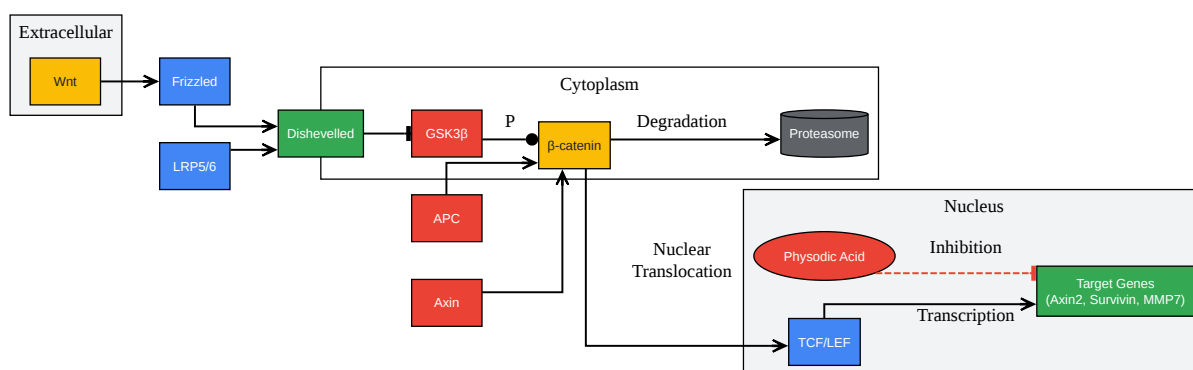 Extracellular
Wnt
Frizzled
LRP5/6
Cytoplasm
Dishevelled
GSK3β
P
β-catenin
Degradation
Proteasome
APC
Axin
Nuclear
Translocation
Nucleus
Physodic Acid
Inhibition
Target Genes
(Axin2, Survivin, MMP7)
Transcription
TCF/LEF